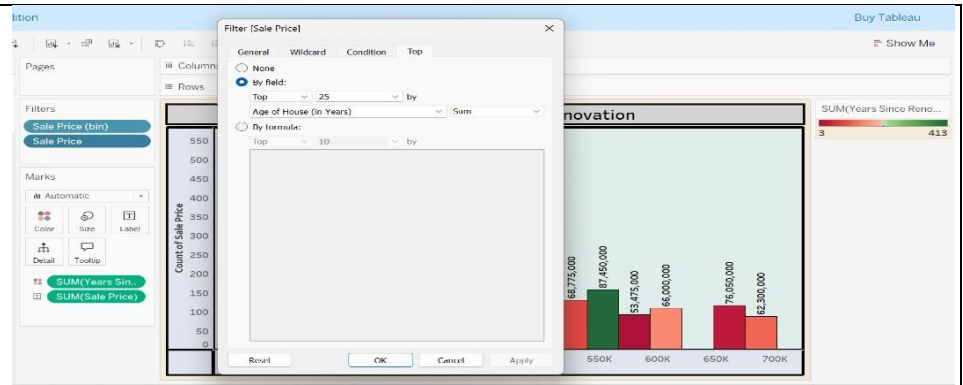 dition
Buy Tableau
Show Me
Pages
Columns
Rows
Filters
Sale Price (bin)
Sale Price
Marks
Automatic
Color
Size
Label
Detail
Tooltip
SUM(Years Sin..
SUM(Sale Price)
Filter [Sale Price]
General Wildcard Condition Top
None
By field:
Top 25 by
Age of House (in Years) Sum
By formula:
Top 10 by
Reset OK Cancel Apply
novation
Count of Sale Price
550
500
450
400
350
300
250
200
150
100
50
0
68,775,000
87,450,000
53,475,000
66,000,000
76,050,000
62,300,000
550K 600K 650K 700K
SUM(Years Since Reno...
3 413